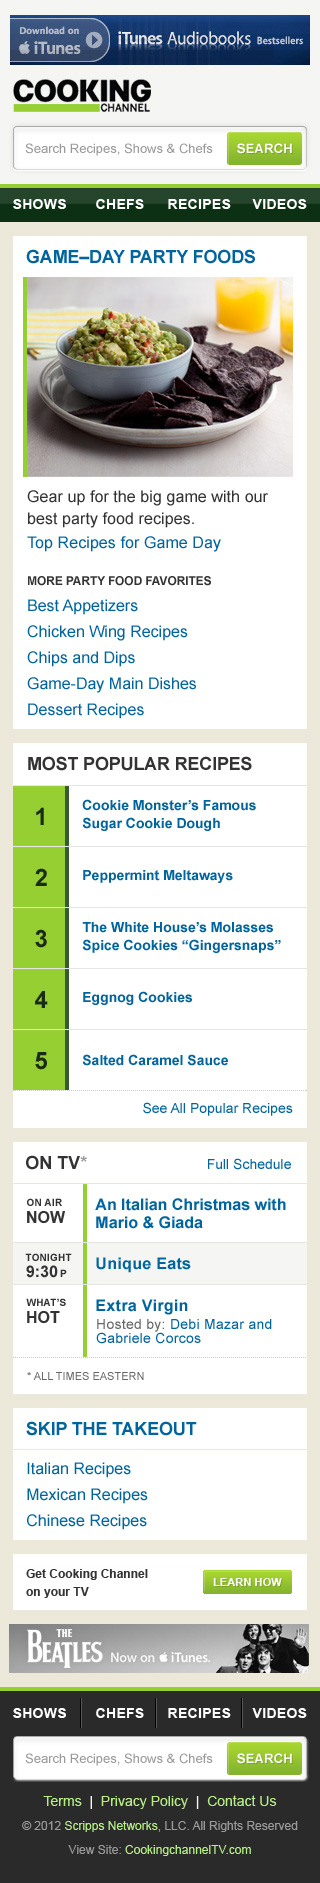 Download on
iTunes
iTunes Audiobooks Bestsellers
COOKING
CHANNEL
Search Recipes, Shows & Chefs SEARCH
SHOWS CHEFS RECIPES VIDEOS
GAME–DAY PARTY FOODS
Gear up for the big game with our
best party food recipes.
Top Recipes for Game Day
MORE PARTY FOOD FAVORITES
Best Appetizers
Chicken Wing Recipes
Chips and Dips
Game-Day Main Dishes
Dessert Recipes
MOST POPULAR RECIPES
1 Cookie Monster’s Famous
Sugar Cookie Dough
2 Peppermint Meltaways
3 The White House’s Molasses
Spice Cookies “Gingersnaps”
4 Eggnog Cookies
5 Salted Caramel Sauce
See All Popular Recipes
ON TV* Full Schedule
ON AIR
NOW
An Italian Christmas with
Mario & Giada
TONIGHT
9:30 P
Unique Eats
WHAT’S
HOT
Extra Virgin
Hosted by: Debi Mazar and
Gabriele Corcos
* ALL TIMES EASTERN
SKIP THE TAKEOUT
Italian Recipes
Mexican Recipes
Chinese Recipes
Get Cooking Channel
on your TV
LEARN HOW
THE
BEATLES Now on iTunes.
SHOWS CHEFS RECIPES VIDEOS
Search Recipes, Shows & Chefs SEARCH
Terms | Privacy Policy | Contact Us
© 2012 Scripps Networks, LLC. All Rights Reserved
View Site: CookingchannelTV.com